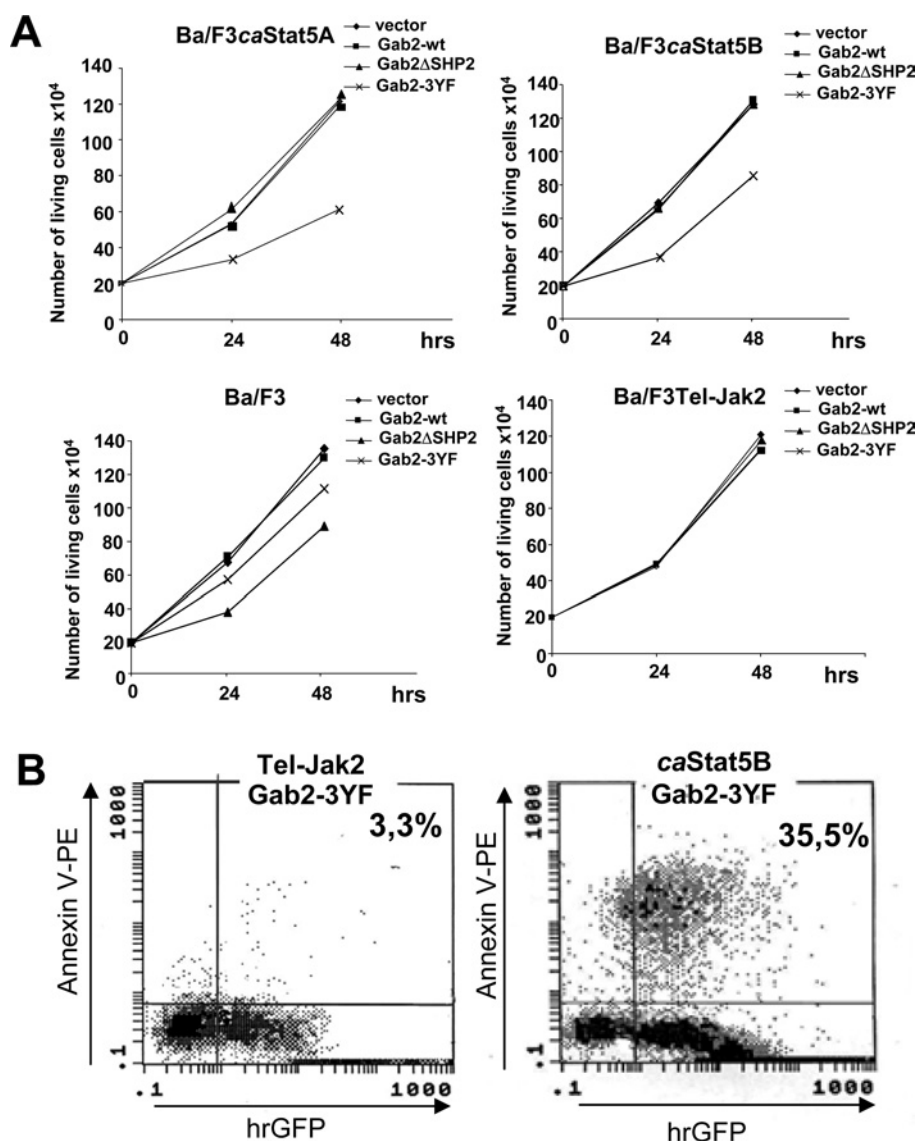 A
Ba/F3caStat5A
vector
Gab2-wt
Gab2ΔSHP2
Gab2-3YF
Number of living cells x10⁴
140
120
100
80
60
40
20
0
0 24 48 hrs
Ba/F3caStat5B
vector
Gab2-wt
Gab2ΔSHP2
Gab2-3YF
Number of living cells x10⁴
140
120
100
80
60
40
20
0
0 24 48 hrs
Ba/F3
vector
Gab2-wt
Gab2ΔSHP2
Gab2-3YF
Number of living cells x10⁴
140
120
100
80
60
40
20
0
0 24 48 hrs
Ba/F3Tel-Jak2
vector
Gab2-wt
Gab2ΔSHP2
Gab2-3YF
Number of living cells x10⁴
140
120
100
80
60
40
20
0
0 24 48 hrs
B
Tel-Jak2
Gab2-3YF
3,3%
Annexin V-PE
1000
.1
.1 1000
hrGFP
caStat5B
Gab2-3YF
35,5%
Annexin V-PE
1000
.1
.1 1000
hrGFP